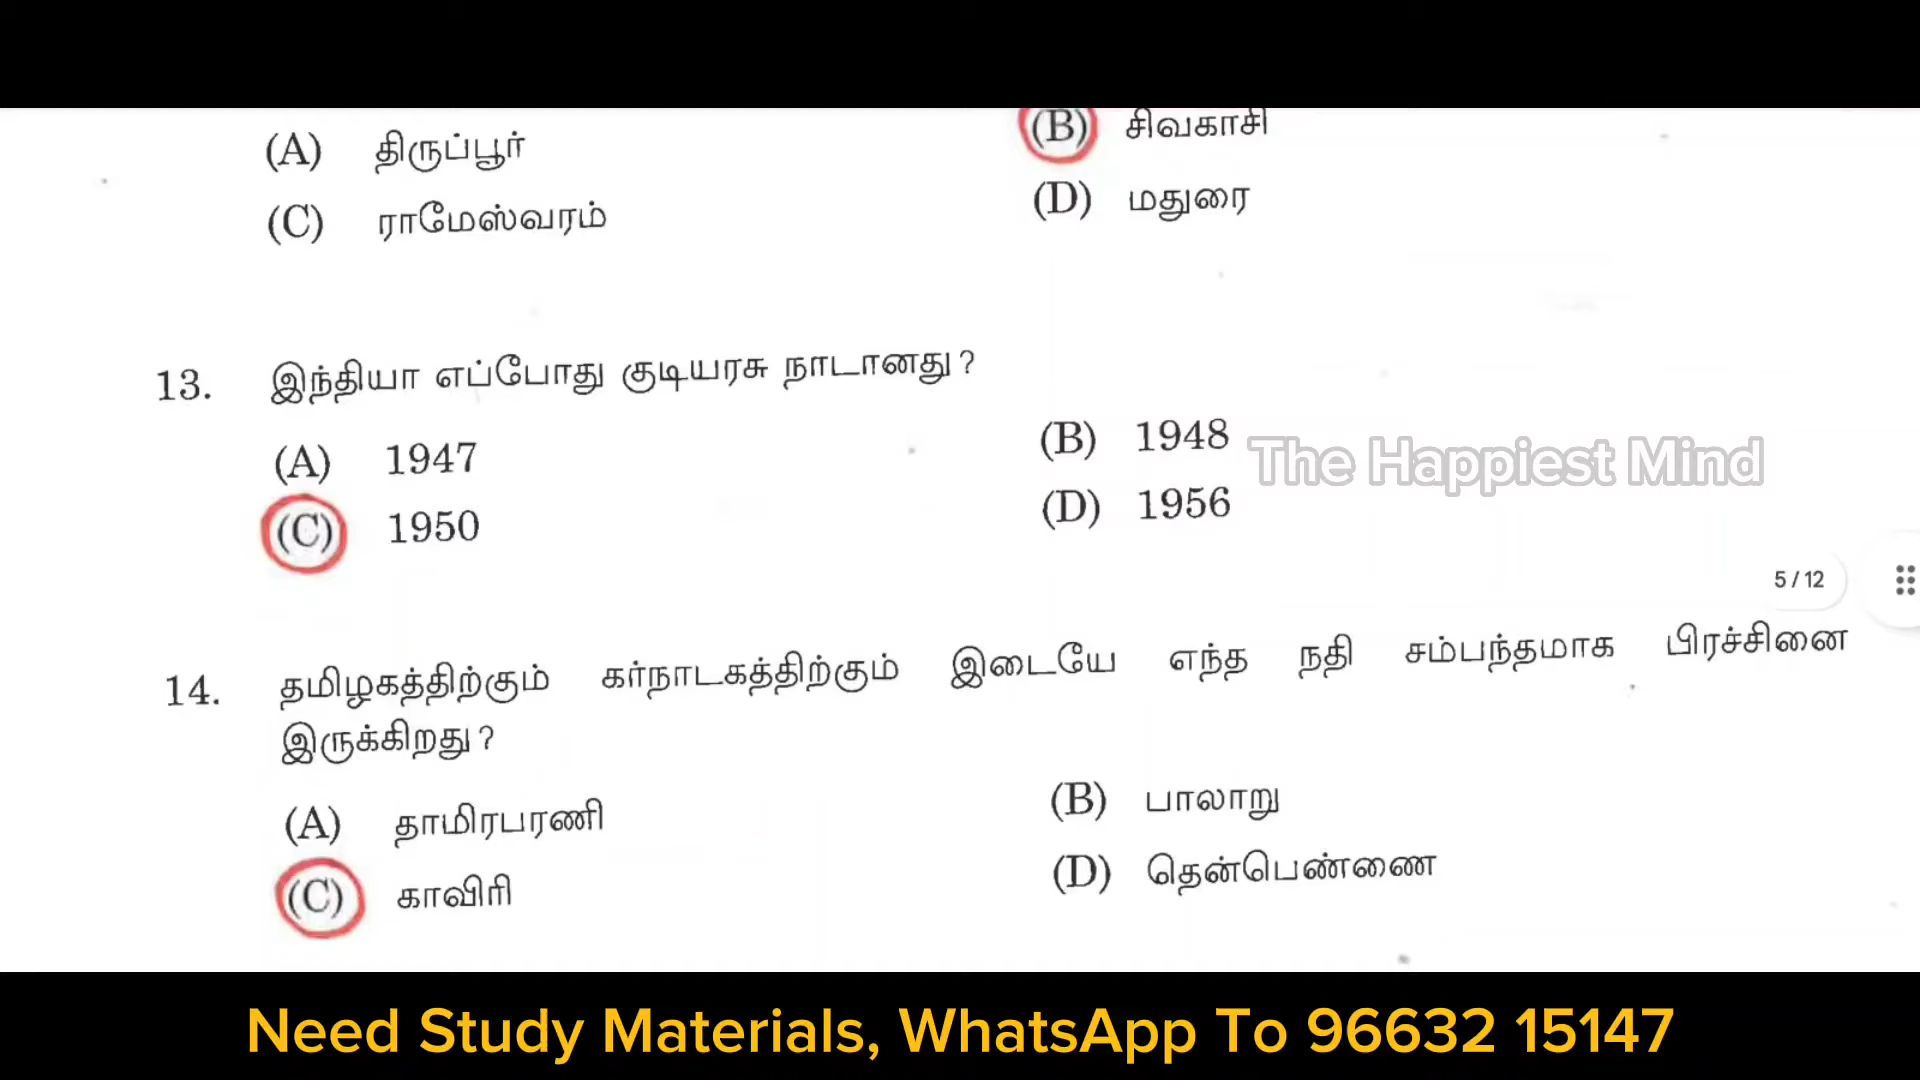 (A) திருப்பூர் (B) சிவகாசி
(C) ராமேஸ்வரம் (D) மதுரை
13. இந்தியா எப்போது குடியரசு நாடானது?
(A) 1947 (B) 1948
The Happiest Mind
(C) 1950 (D) 1956
5 / 12
14. தமிழகத்திற்கும் கர்நாடகத்திற்கும் இடையே எந்த நதி சம்பந்தமாக பிரச்சினை
இருக்கிறது?
(A) தாமிரபரணி (B) பாலாறு
(C) காவிரி (D) தென்பெண்ணை
Need Study Materials, WhatsApp To 96632 15147